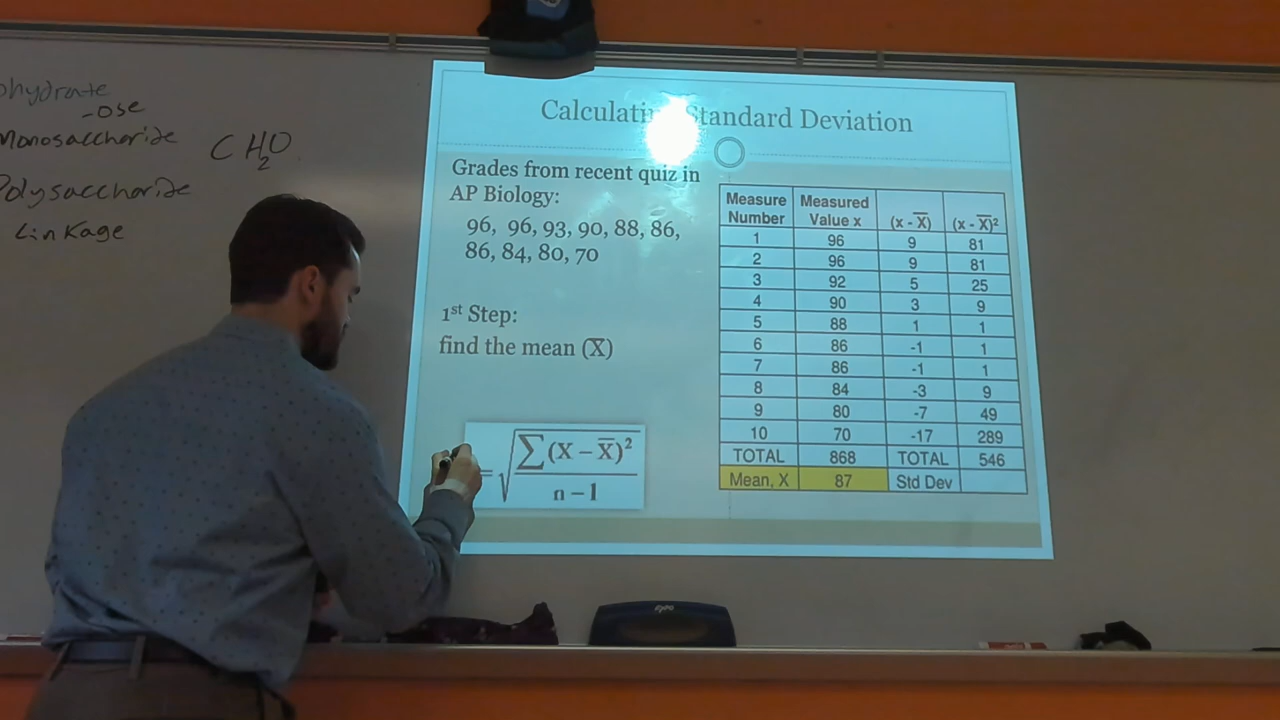 -ose
Monosaccharide
CH2O
Polysaccharide
Linkage
Standard Deviation
Grades from recent quiz in
AP Biology:
96, 96, 93, 90, 88, 86,
86, 84, 80, 70
1st Step:
find the mean (X̅)
= √ ∑(X – X̅)²
n – 1
Measure Number Measured Value x (x - X̅) (x - X̅)²
1 96 9 81
2 96 9 81
3 92 5 25
4 90 3 9
5 88 1 1
6 86 -1 1
7 86 -1 1
8 84 -3 9
9 80 -7 49
10 70 -17 289
TOTAL 868 TOTAL 546
Mean, X 87 Std Dev
EXPO